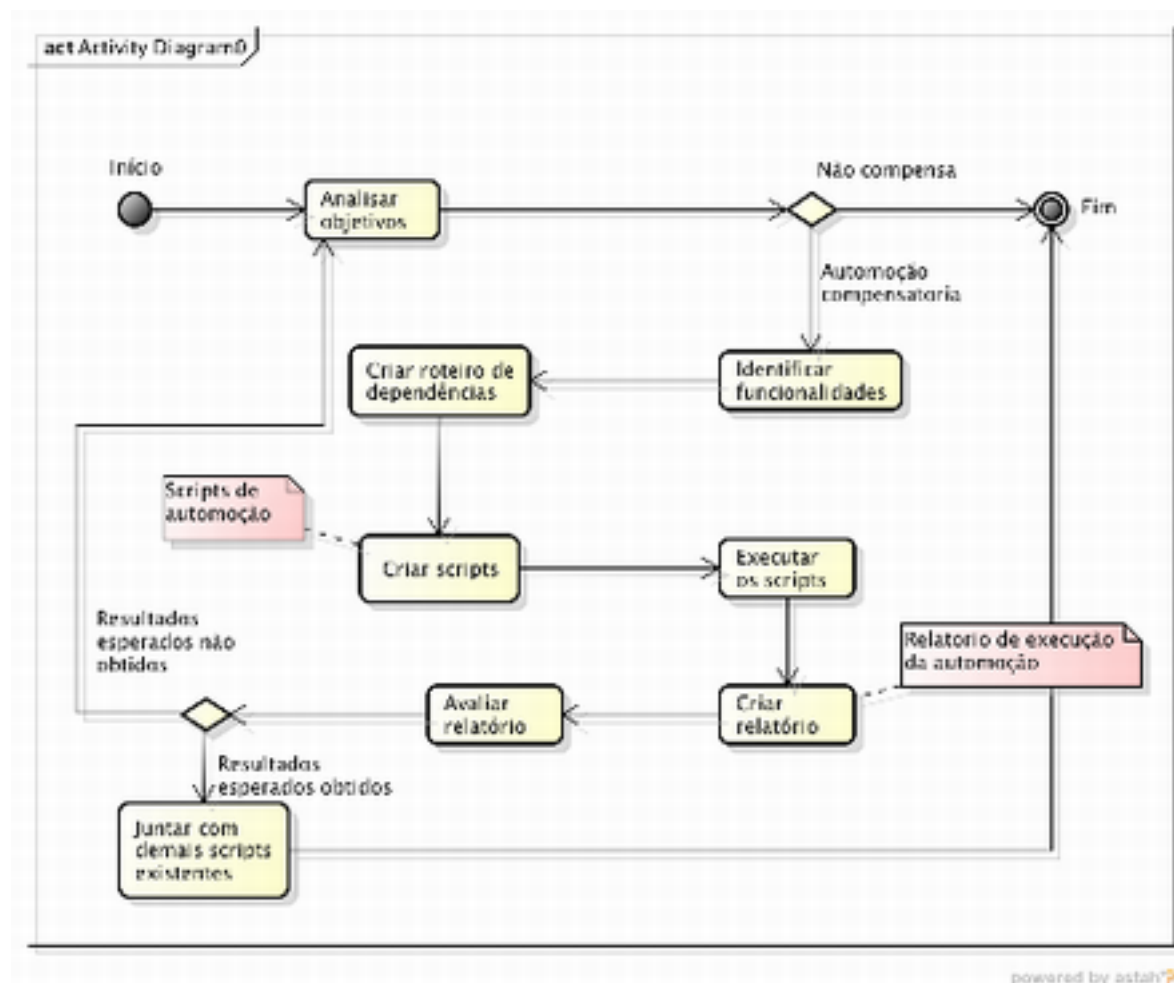 act Activity Diagram0
Início
Não compensa
Analisar
objetivos
Fim
Automoção
compensatoria
Criar roteiro de
dependências
Identificar
funcionalidades
Scripts de
automoção
Criar scripts
Executar
os scripts
Resultados
esperados não
obtidos
Relatorio de execução
da automoção
Avaliar
relatório
Criar
relatório
Resultados
esperados obtidos
Juntar com
demais scripts
existentes
powered by astah*